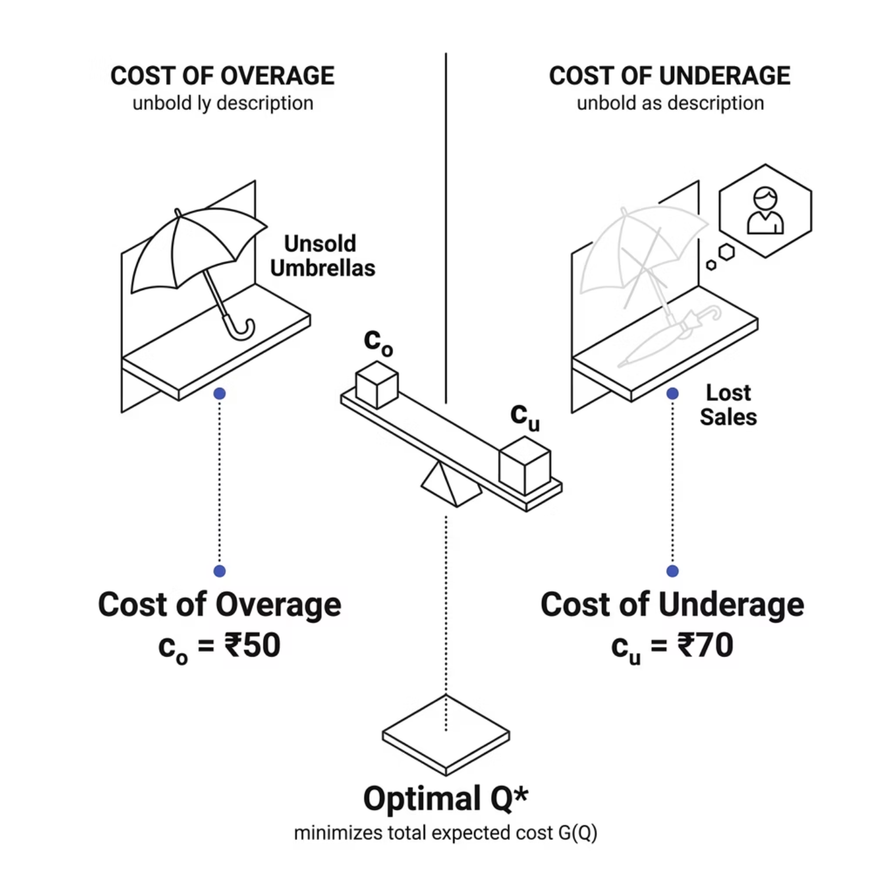 COST OF OVERAGE
unbold ly description
COST OF UNDERAGE
unbold as description
Unsold
Umbrellas
cₒ
cᵤ
Lost
Sales
Cost of Overage
cₒ = ₹50
Cost of Underage
cᵤ = ₹70
Optimal Q*
minimizes total expected cost G(Q)